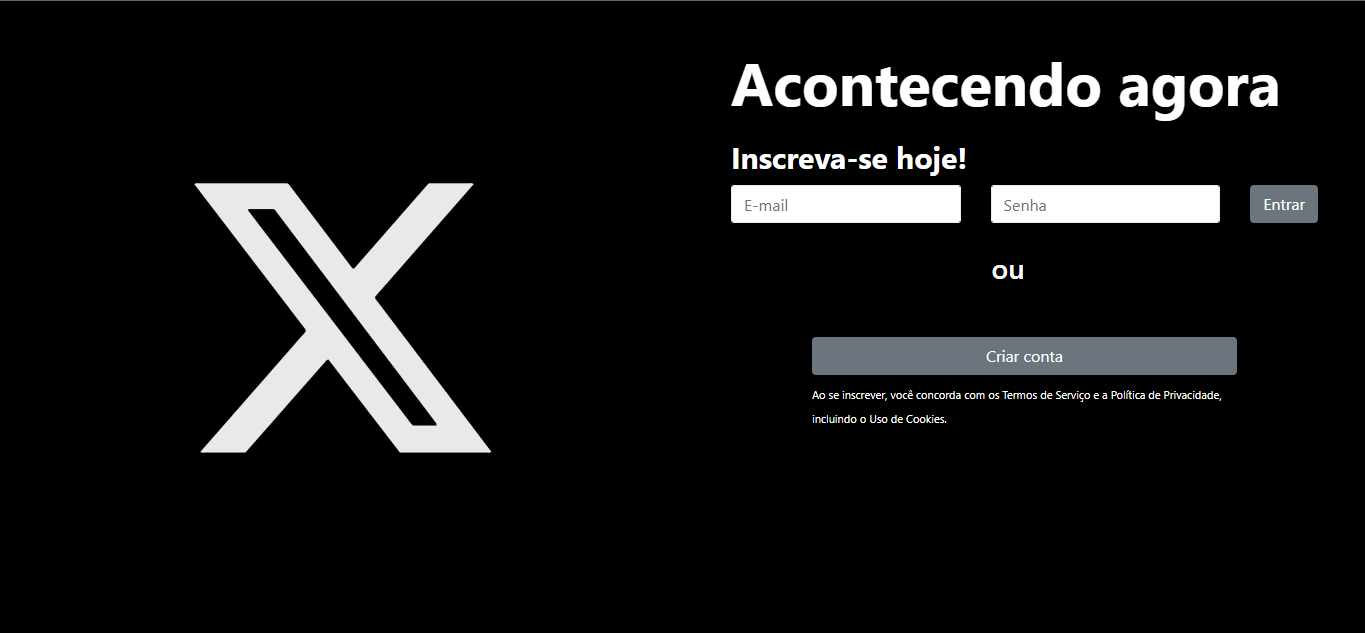 Acontecendo agora
Inscreva-se hoje!
E-mail
Senha
Entrar
ou
Criar conta
Ao se inscrever, você concorda com os Termos de Serviço e a Política de Privacidade,
incluindo o Uso de Cookies.